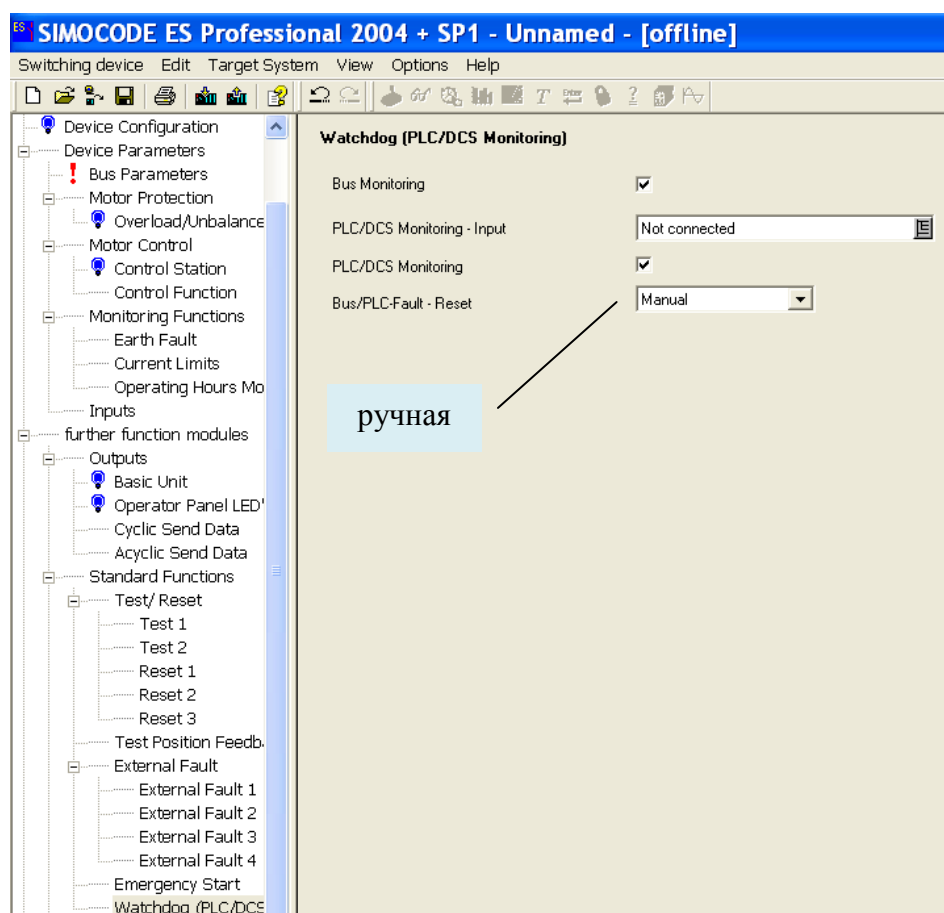 SIMOCODE ES Professional 2004 + SP1 - Unnamed - [offline]
Switching device Edit Target System View Options Help
Device Configuration
Device Parameters
Bus Parameters
Motor Protection
Overload/Unbalance
Motor Control
Control Station
Control Function
Monitoring Functions
Earth Fault
Current Limits
Operating Hours Mo
Inputs
further function modules
Outputs
Basic Unit
Operator Panel LED'
Cyclic Send Data
Acyclic Send Data
Standard Functions
Test/ Reset
Test 1
Test 2
Reset 1
Reset 2
Reset 3
Test Position Feedb
External Fault
External Fault 1
External Fault 2
External Fault 3
External Fault 4
Emergency Start
Watchdog (PLC/DCS
Watchdog (PLC/DCS Monitoring)
Bus Monitoring
PLC/DCS Monitoring - Input Not connected
PLC/DCS Monitoring
Bus/PLC-Fault - Reset Manual
ручная